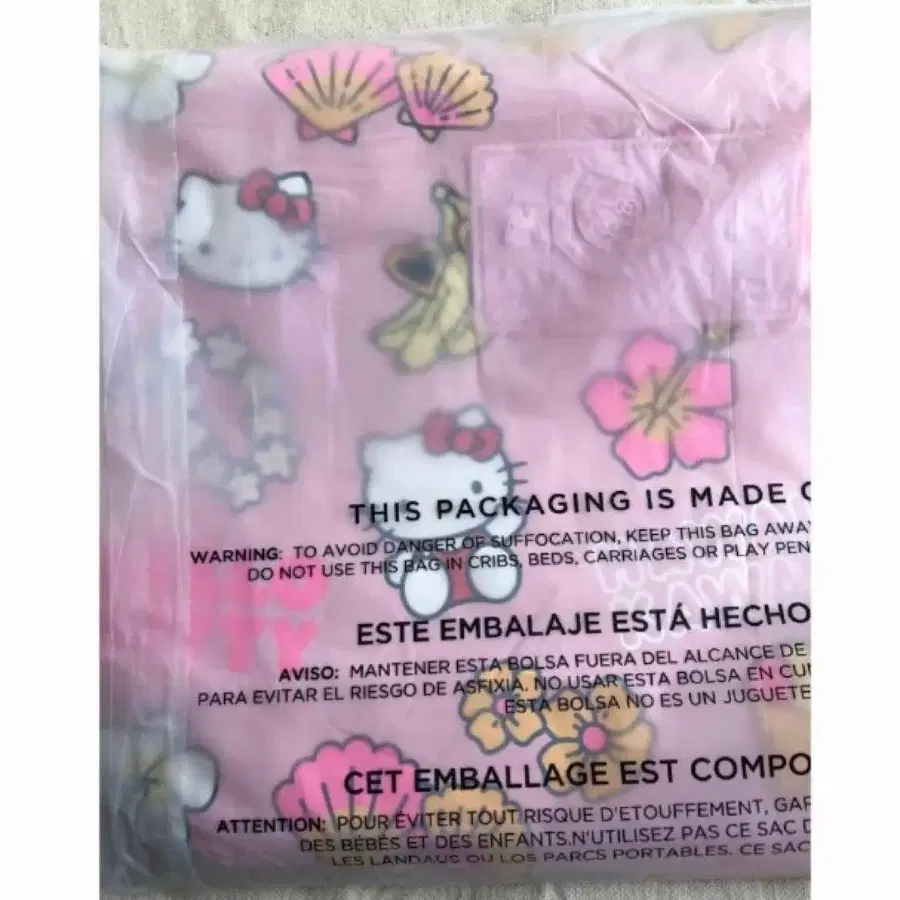 THIS PACKAGING IS MADE
WARNING: TO AVOID DANGER OF SUFFOCATION, KEEP THIS BAG AWAY
DO NOT USE THIS BAG IN CRIBS, BEDS, CARRIAGES OR PLAY PEN
ESTE EMBALAJE ESTÁ HECHO
AVISO: MANTENER ESTA BOLSA FUERA DEL ALCANCE DE
PARA EVITAR EL RIESGO DE ASFIXIA. NO USAR ESTA BOLSA EN CU
ESTA BOLSA NO ES UN JUGUETE
CET EMBALLAGE EST COMPO
ATTENTION: POUR ÉVITER TOUT RISQUE D'ETOUFFEMENT, GAR
DES BÉBÉS ET DES ENFANTS.N'UTILISEZ PAS CE SAC D
LES LANDAUS OU LOS PARCS PORTABLES. CE SAC